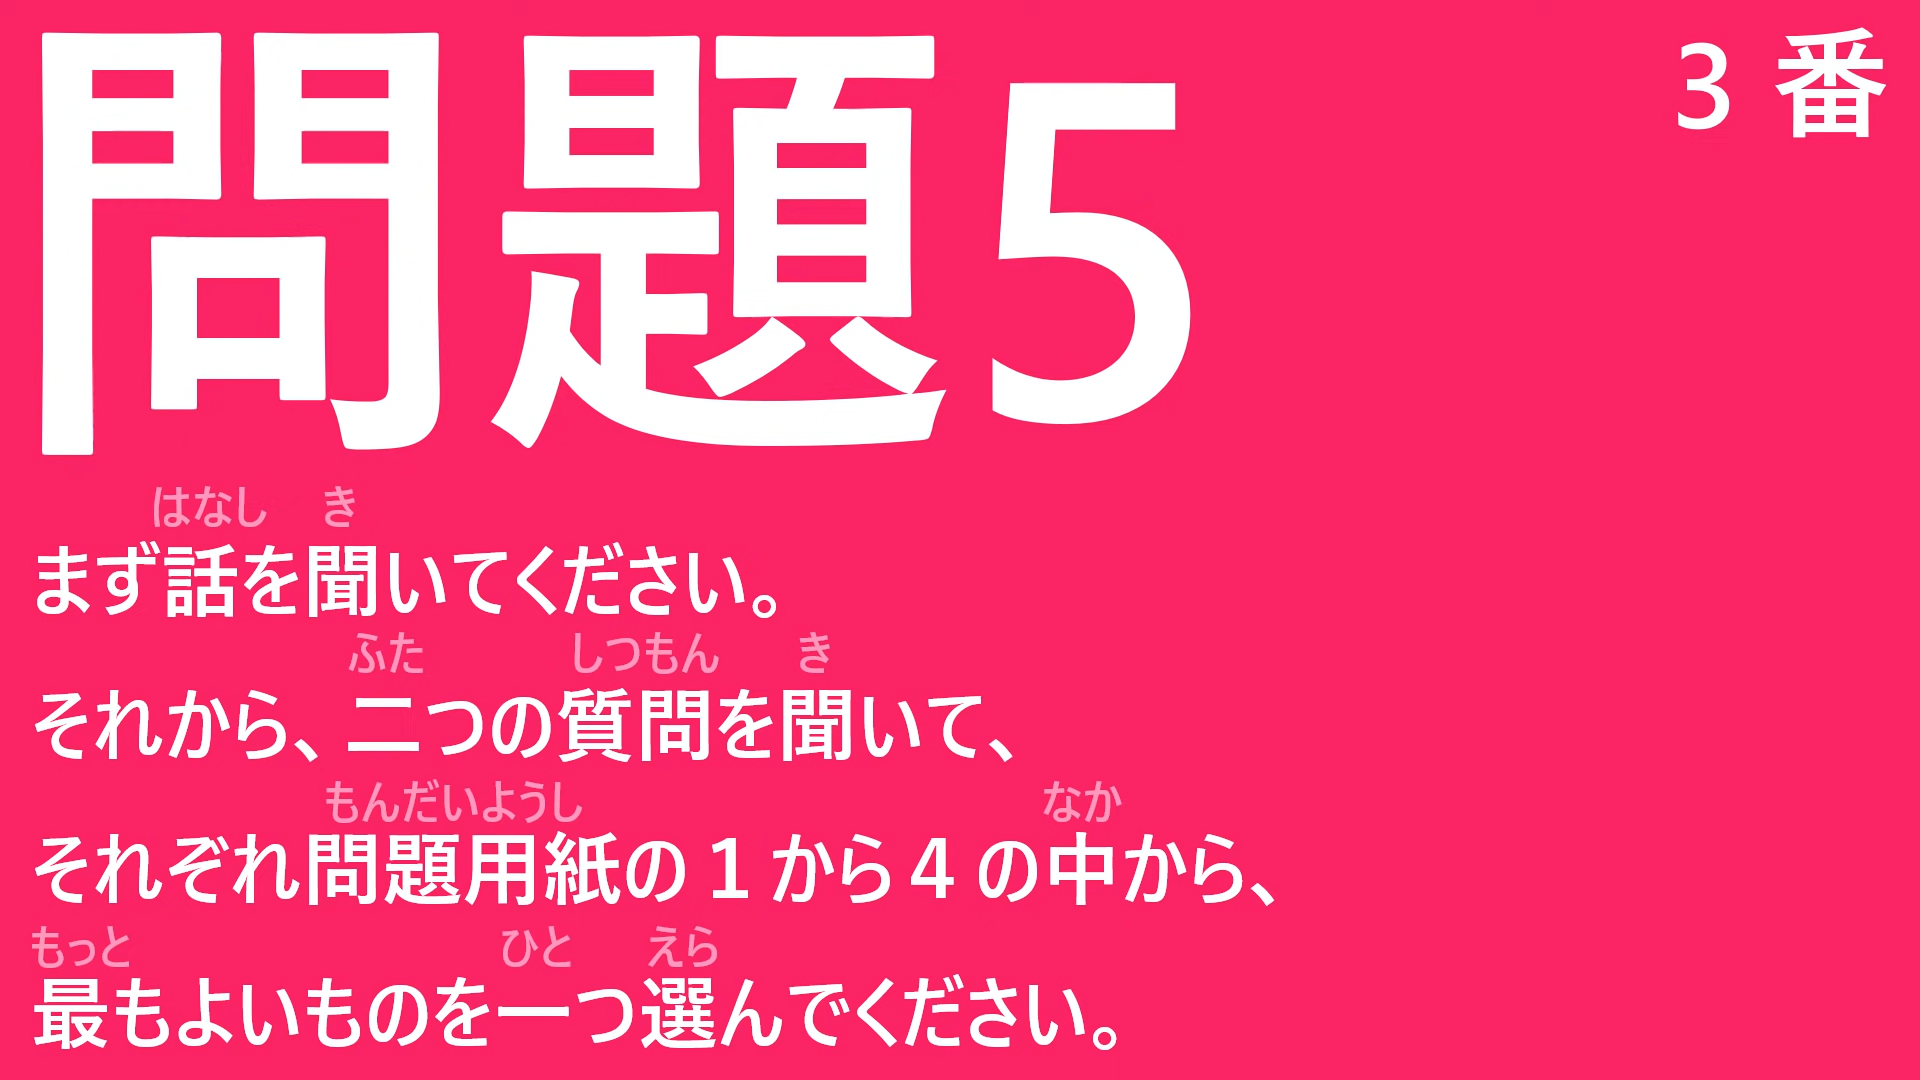 問題5
3 番
はなし き
まず話を聞いてください。
ふた しつもん き
それから、二つの質問を聞いて、
もんだいようし なか
それぞれ問題用紙の 1 から 4 の中から、
もっと ひと えら
最もよいものを一つ選んでください。